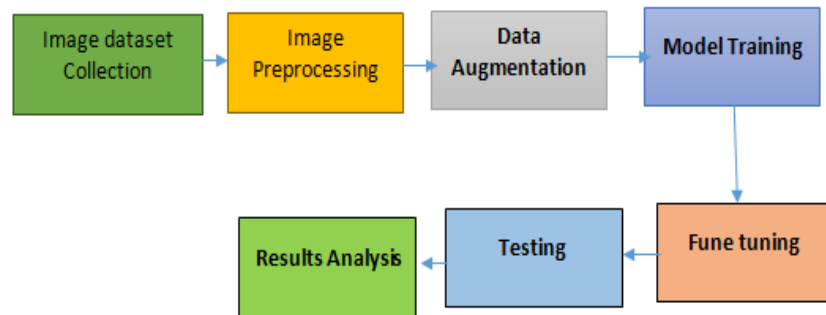 Image dataset
Collection
Image
Preprocessing
Data
Augmentation
Model Training
Fune tuning
Testing
Results Analysis